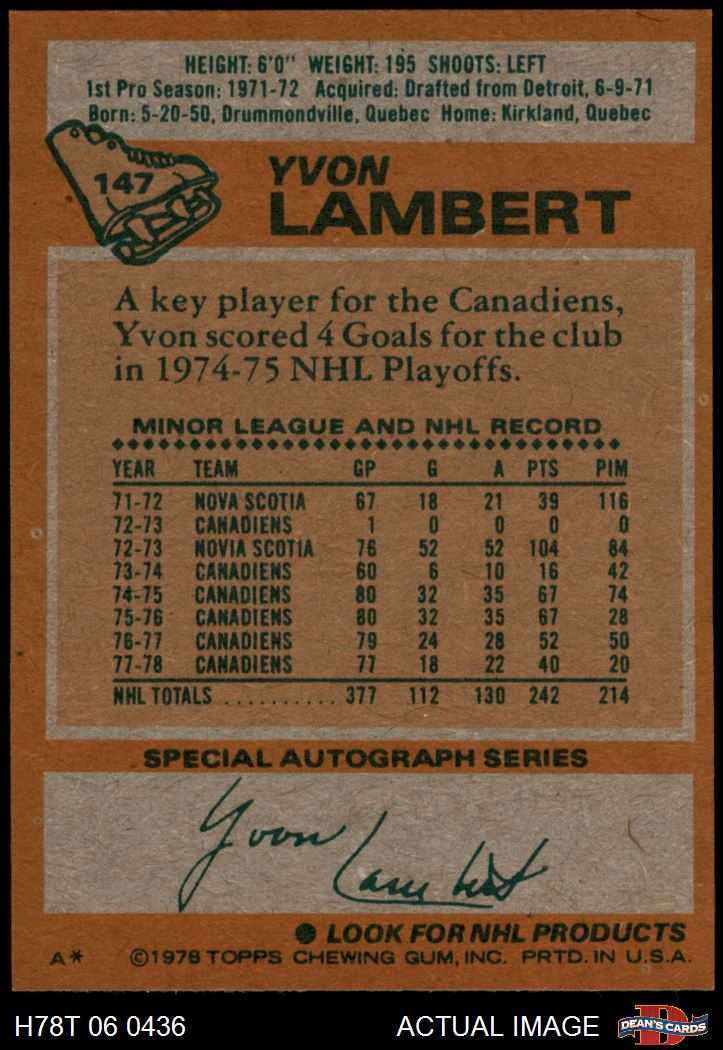 HEIGHT: 6'0" WEIGHT: 195 SHOOTS: LEFT
1st Pro Season: 1971-72 Acquired: Drafted from Detroit, 6-9-71
Born: 5-20-50, Drummondville, Quebec Home: Kirkland, Quebec
147
YVON
LAMBERT
A key player for the Canadiens,
Yvon scored 4 Goals for the club
in 1974-75 NHL Playoffs.
MINOR LEAGUE AND NHL RECORD
YEAR TEAM GP G A PTS PIM
71-72 NOVA SCOTIA 67 18 21 39 116
72-73 CANADIENS 1 0 0 0 0
72-73 NOVIA SCOTIA 76 52 52 104 84
73-74 CANADIENS 60 6 10 16 42
74-75 CANADIENS 80 32 35 67 74
75-76 CANADIENS 80 32 35 67 28
76-77 CANADIENS 79 24 28 52 50
77-78 CANADIENS 77 18 22 40 20
NHL TOTALS .......... 377 112 130 242 214
SPECIAL AUTOGRAPH SERIES
Yvon Lambert
● LOOK FOR NHL PRODUCTS
A* ©1978 TOPPS CHEWING GUM, INC. PRTD. IN U.S.A.
H78T 06 0436 ACTUAL IMAGE D DEAN'S CARDS